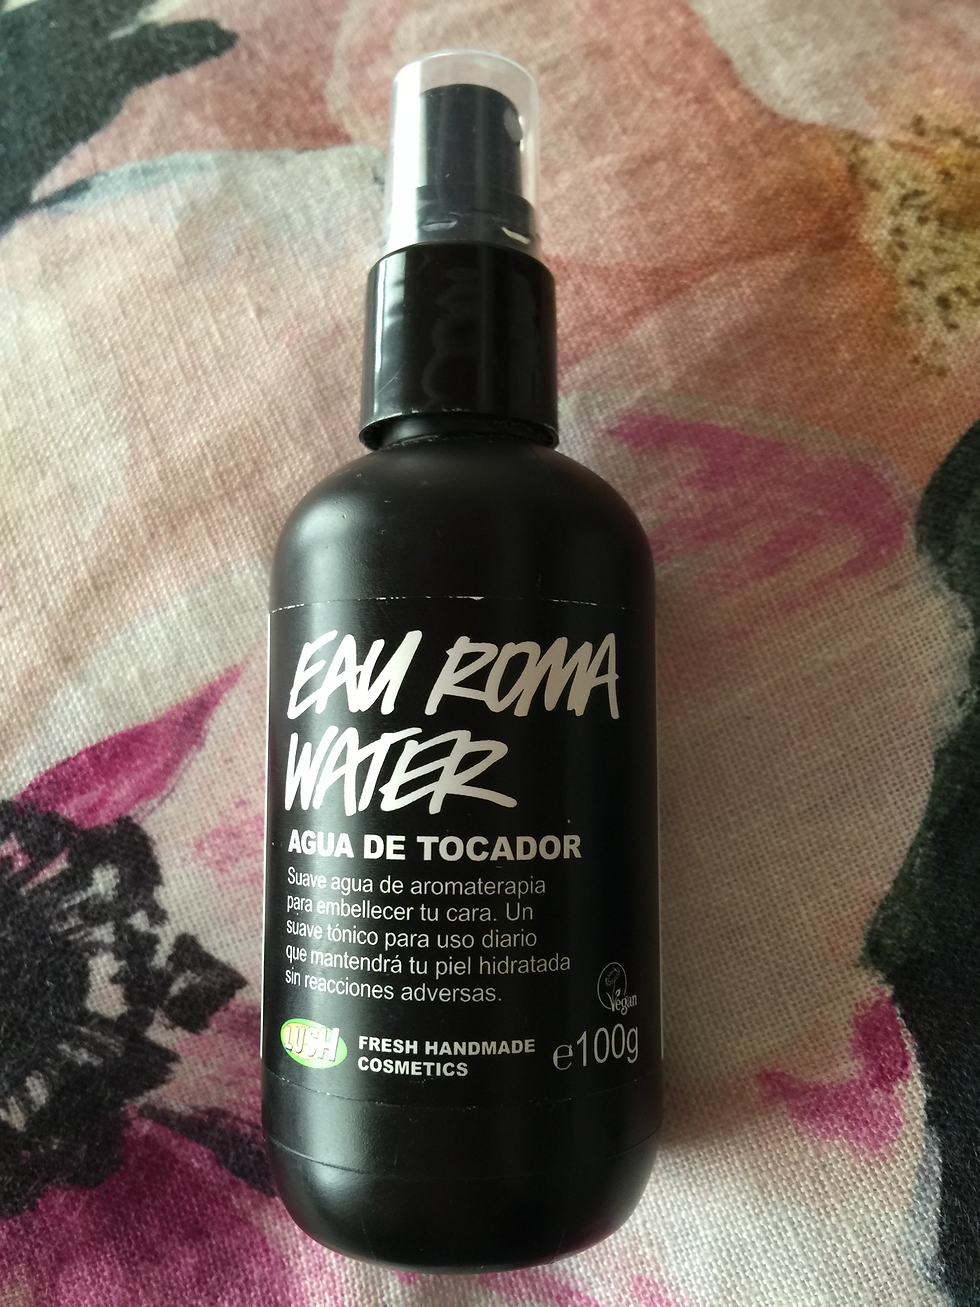 EAU ROMA
WATER
AGUA DE TOCADOR
Suave agua de aromaterapia
para embellecer tu cara. Un
suave tónico para uso diario
que mantendrá tu piel hidratada
sin reacciones adversas.
Vegan
LUSH
FRESH HANDMADE
COSMETICS
℮100g